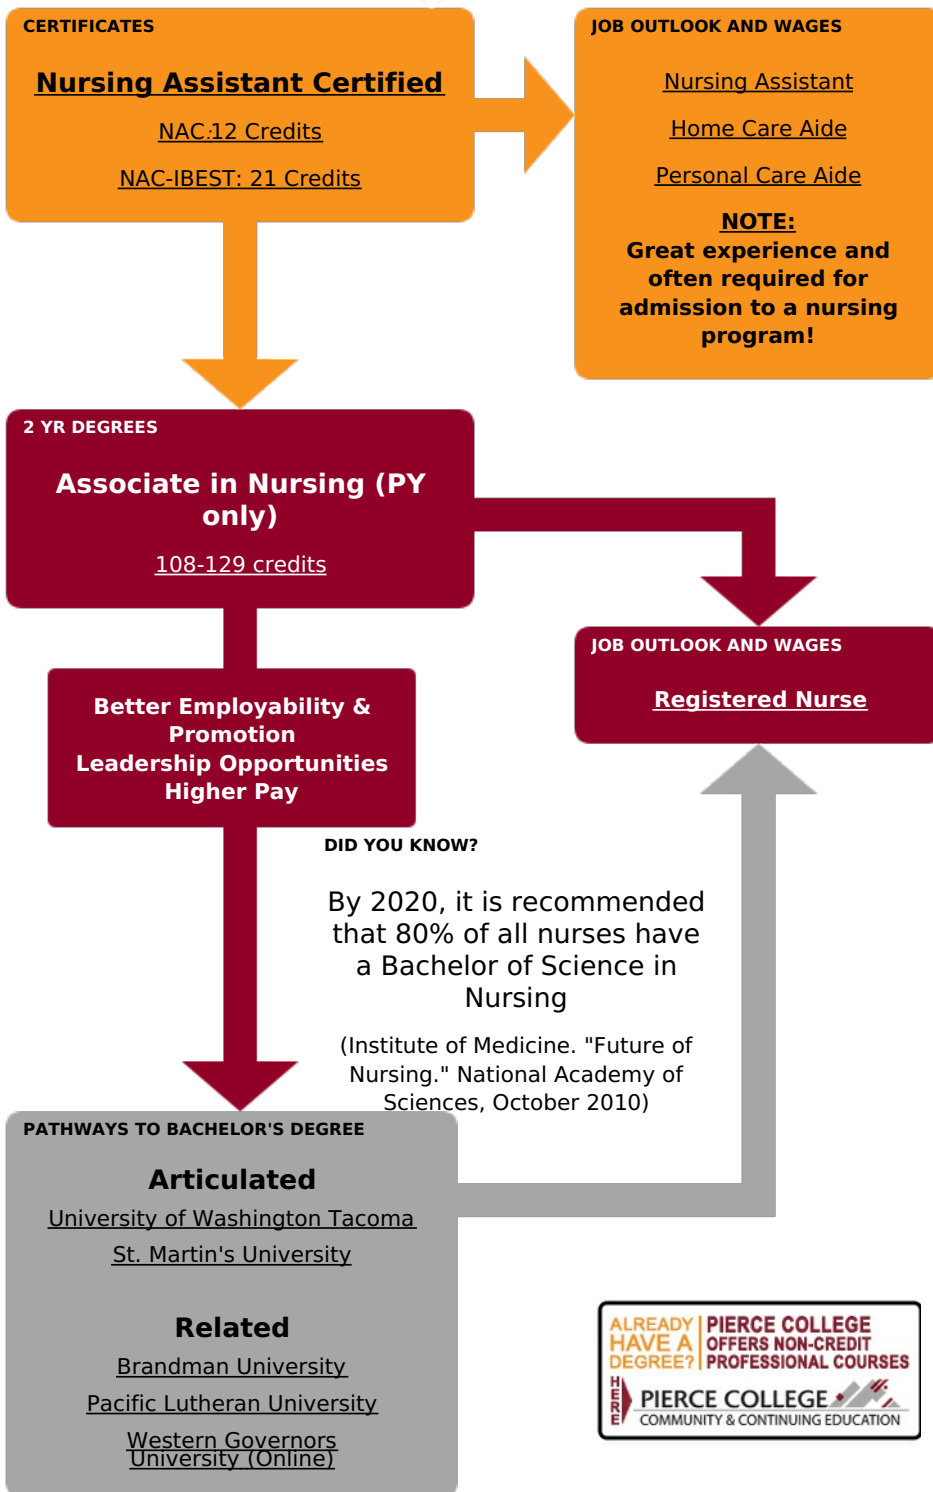 CERTIFICATES
Nursing Assistant Certified
NAC:12 Credits
NAC-IBEST: 21 Credits
JOB OUTLOOK AND WAGES
Nursing Assistant
Home Care Aide
Personal Care Aide
NOTE:
Great experience and
often required for
admission to a nursing
program!
2 YR DEGREES
Associate in Nursing (PY
only)
108-129 credits
JOB OUTLOOK AND WAGES
Registered Nurse
Better Employability &
Promotion
Leadership Opportunities
Higher Pay
DID YOU KNOW?
By 2020, it is recommended
that 80% of all nurses have
a Bachelor of Science in
Nursing
(Institute of Medicine. "Future of
Nursing." National Academy of
Sciences, October 2010)
PATHWAYS TO BACHELOR'S DEGREE
Articulated
University of Washington Tacoma
St. Martin's University
Related
Brandman University
Pacific Lutheran University
Western Governors
University (Online)
ALREADY
HAVE A
DEGREE?
PIERCE COLLEGE
OFFERS NON-CREDIT
PROFESSIONAL COURSES
HERE
PIERCE COLLEGE
COMMUNITY & CONTINUING EDUCATION